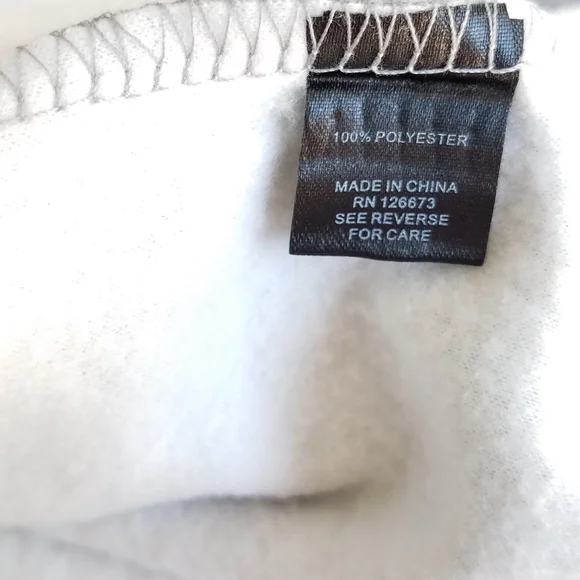 100% POLYESTER
MADE IN CHINA
RN 126673
SEE REVERSE
FOR CARE